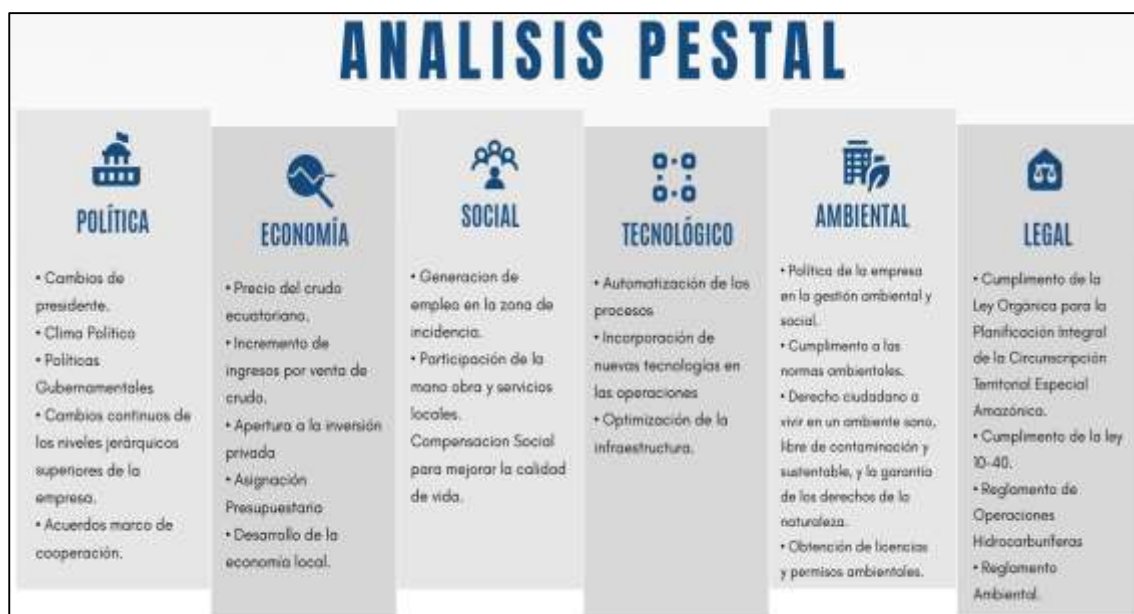 ANALISIS PESTAL
POLÍTICA
• Cambios de
presidente.
• Clima Político
• Políticas
Gubernamentales
• Cambios continuos de
los niveles jerárquicos
superiores de la
empresa.
• Acuerdos marco de
cooperación.
ECONOMÍA
• Precio del crudo
ecuatoriano.
• Incremento de
ingresos por venta de
crudo.
• Apertura a la inversión
privada
• Asignación
Presupuestaria
• Desarrollo de la
economía local.
SOCIAL
• Generacion de
empleo en la zona de
incidencia.
• Participación de la
mano obra y servicios
locales.
Compensacion Social
para mejorar la calidad
de vida.
TECNOLÓGICO
• Automatización de los
procesos
• Incorporación de
nuevas tecnologías en
las operaciones
• Optimización de la
infraestructura.
AMBIENTAL
• Política de la empresa
en la gestión ambiental y
social.
• Cumplimento a las
normas ambientales.
• Derecho ciudadano a
vivir en un ambiente sano,
libre de contaminación y
sustentable, y la garantía
de los derechos de la
naturaleza.
• Obtención de licencias
y permisos ambientales.
LEGAL
• Cumplimento de la
Ley Orgánica para la
Planificación Integral
de la Circunscripción
Territorial Especial
Amazónica.
• Cumplimento de la ley
10-40.
• Reglamento de
Operaciones
Hidrocarburíferas
• Reglamento
Ambiental.